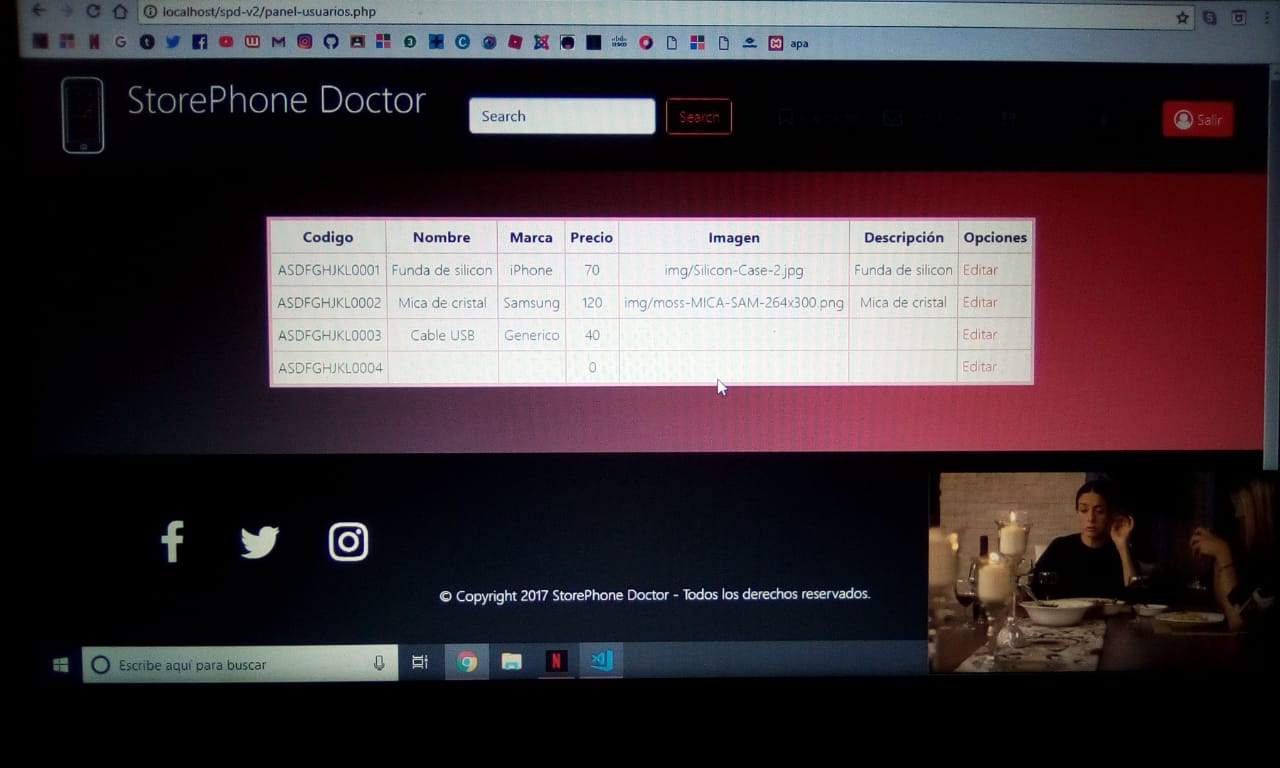 localhost/spd-v2/panel-usuarios.php
apa
StorePhone Doctor
Search
Search
Salir
Codigo Nombre Marca Precio Imagen Descripción Opciones
ASDFGHJKL0001 Funda de silicon iPhone 70 img/Silicon-Case-2.jpg Funda de silicon Editar
ASDFGHJKL0002 Mica de cristal Samsung 120 img/moss-MICA-SAM-264x300.png Mica de cristal Editar
ASDFGHJKL0003 Cable USB Generico 40 Editar
ASDFGHJKL0004 0 Editar
© Copyright 2017 StorePhone Doctor - Todos los derechos reservados.
Escribe aquí para buscar